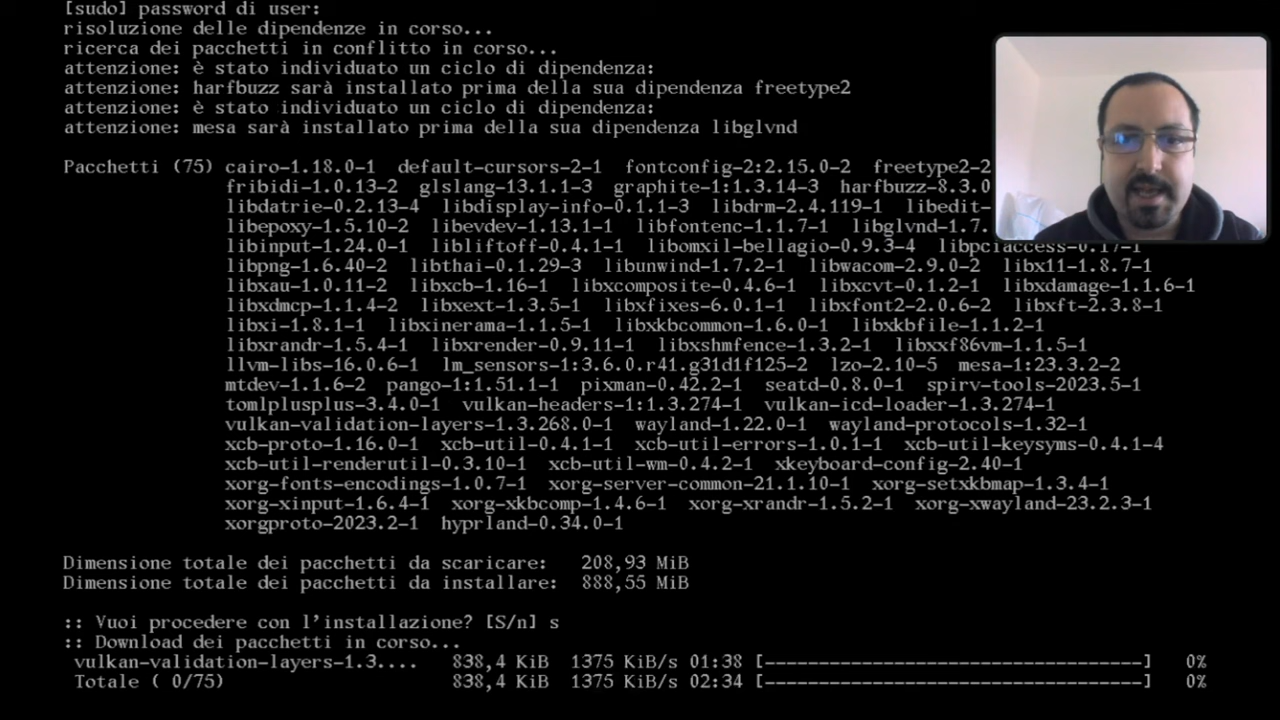 [sudo] password di user:
risoluzione delle dipendenze in corso...
ricerca dei pacchetti in conflitto in corso...
attenzione: è stato individuato un ciclo di dipendenza:
attenzione: harfbuzz sarà installato prima della sua dipendenza freetype2
attenzione: è stato individuato un ciclo di dipendenza:
attenzione: mesa sarà installato prima della sua dipendenza libglvnd
Pacchetti (75) cairo-1.18.0-1 default-cursors-2-1 fontconfig-2:2.15.0-2 freetype2-2
fribidi-1.0.13-2 glslang-13.1.1-3 graphite-1:1.3.14-3 harfbuzz-8.3.0
libdatrie-0.2.13-4 libdisplay-info-0.1.1-3 libdrm-2.4.119-1 libedit-
libepoxy-1.5.10-2 libevdev-1.13.1-1 libfontenc-1.1.7-1 libglvnd-1.7.
libinput-1.24.0-1 libliftoff-0.4.1-1 libomxil-bellagio-0.9.3-4 libpciaccess-0.17-1
libpng-1.6.40-2 libthai-0.1.29-3 libunwind-1.7.2-1 libwacom-2.9.0-2 libx11-1.8.7-1
libxau-1.0.11-2 libxcb-1.16-1 libxcomposite-0.4.6-1 libxcvt-0.1.2-1 libxdamage-1.1.6-1
libxdmcp-1.1.4-2 libxext-1.3.5-1 libxfixes-6.0.1-1 libxfont2-2.0.6-2 libxft-2.3.8-1
libxi-1.8.1-1 libxinerama-1.1.5-1 libxkbcommon-1.6.0-1 libxkbfile-1.1.2-1
libxrandr-1.5.4-1 libxrender-0.9.11-1 libxshmfence-1.3.2-1 libxxf86vm-1.1.5-1
llvm-libs-16.0.6-1 lm_sensors-1:3.6.0.r41.g31d1f125-2 lzo-2.10-5 mesa-1:23.3.2-2
mtdev-1.1.6-2 pango-1:1.51.1-1 pixman-0.42.2-1 seatd-0.8.0-1 spirv-tools-2023.5-1
tomlplusplus-3.4.0-1 vulkan-headers-1:1.3.274-1 vulkan-icd-loader-1.3.274-1
vulkan-validation-layers-1.3.268.0-1 wayland-1.22.0-1 wayland-protocols-1.32-1
xcb-proto-1.16.0-1 xcb-util-0.4.1-1 xcb-util-errors-1.0.1-1 xcb-util-keysyms-0.4.1-4
xcb-util-renderutil-0.3.10-1 xcb-util-wm-0.4.2-1 xkeyboard-config-2.40-1
xorg-fonts-encodings-1.0.7-1 xorg-server-common-21.1.10-1 xorg-setxkbmap-1.3.4-1
xorg-xinput-1.6.4-1 xorg-xkbcomp-1.4.6-1 xorg-xrandr-1.5.2-1 xorg-xwayland-23.2.3-1
xorgproto-2023.2-1 hyprland-0.34.0-1
Dimensione totale dei pacchetti da scaricare: 208,93 MiB
Dimensione totale dei pacchetti da installare: 888,55 MiB
:: Vuoi procedere con l'installazione? [S/n] s
:: Download dei pacchetti in corso...
vulkan-validation-layers-1.3.... 838,4 KiB 1375 KiB/s 01:38 [-----------------------------------] 0%
Totale ( 0/75) 838,4 KiB 1375 KiB/s 02:34 [-----------------------------------] 0%